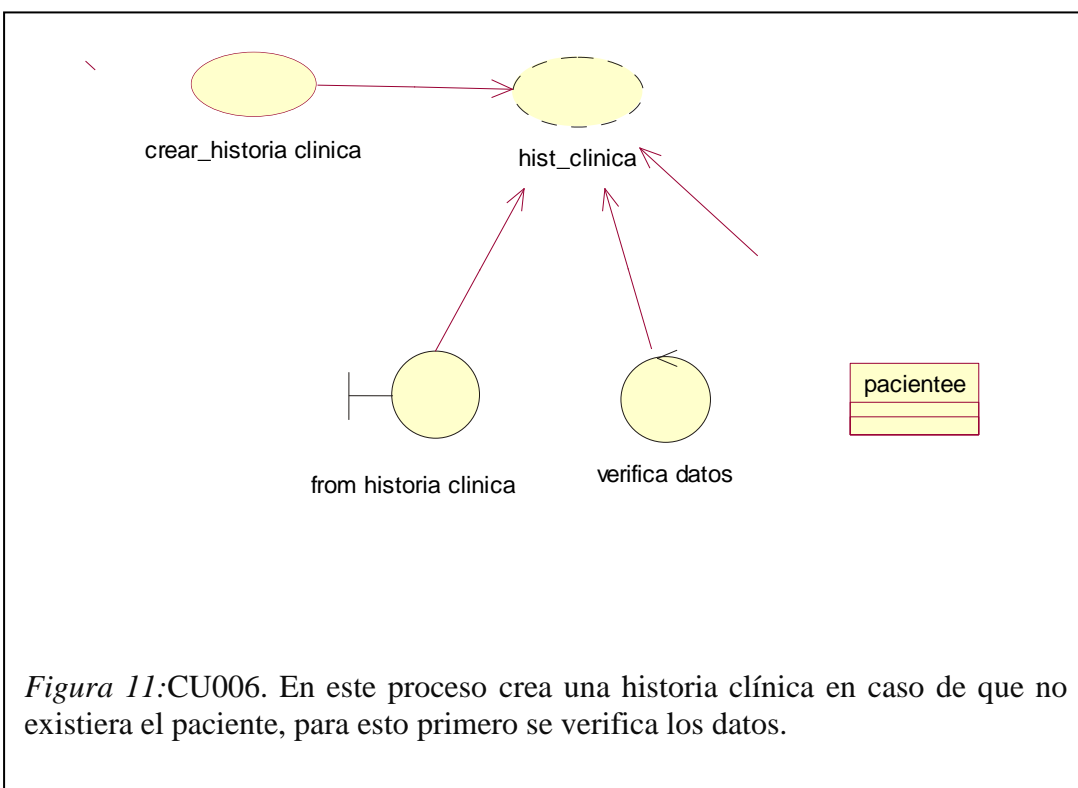 crear_historia clinica
hist_clinica
pacientee
from historia clinica
verifica datos
Figura 11:CU006. En este proceso crea una historia clínica en caso de que no
existiera el paciente, para esto primero se verifica los datos.